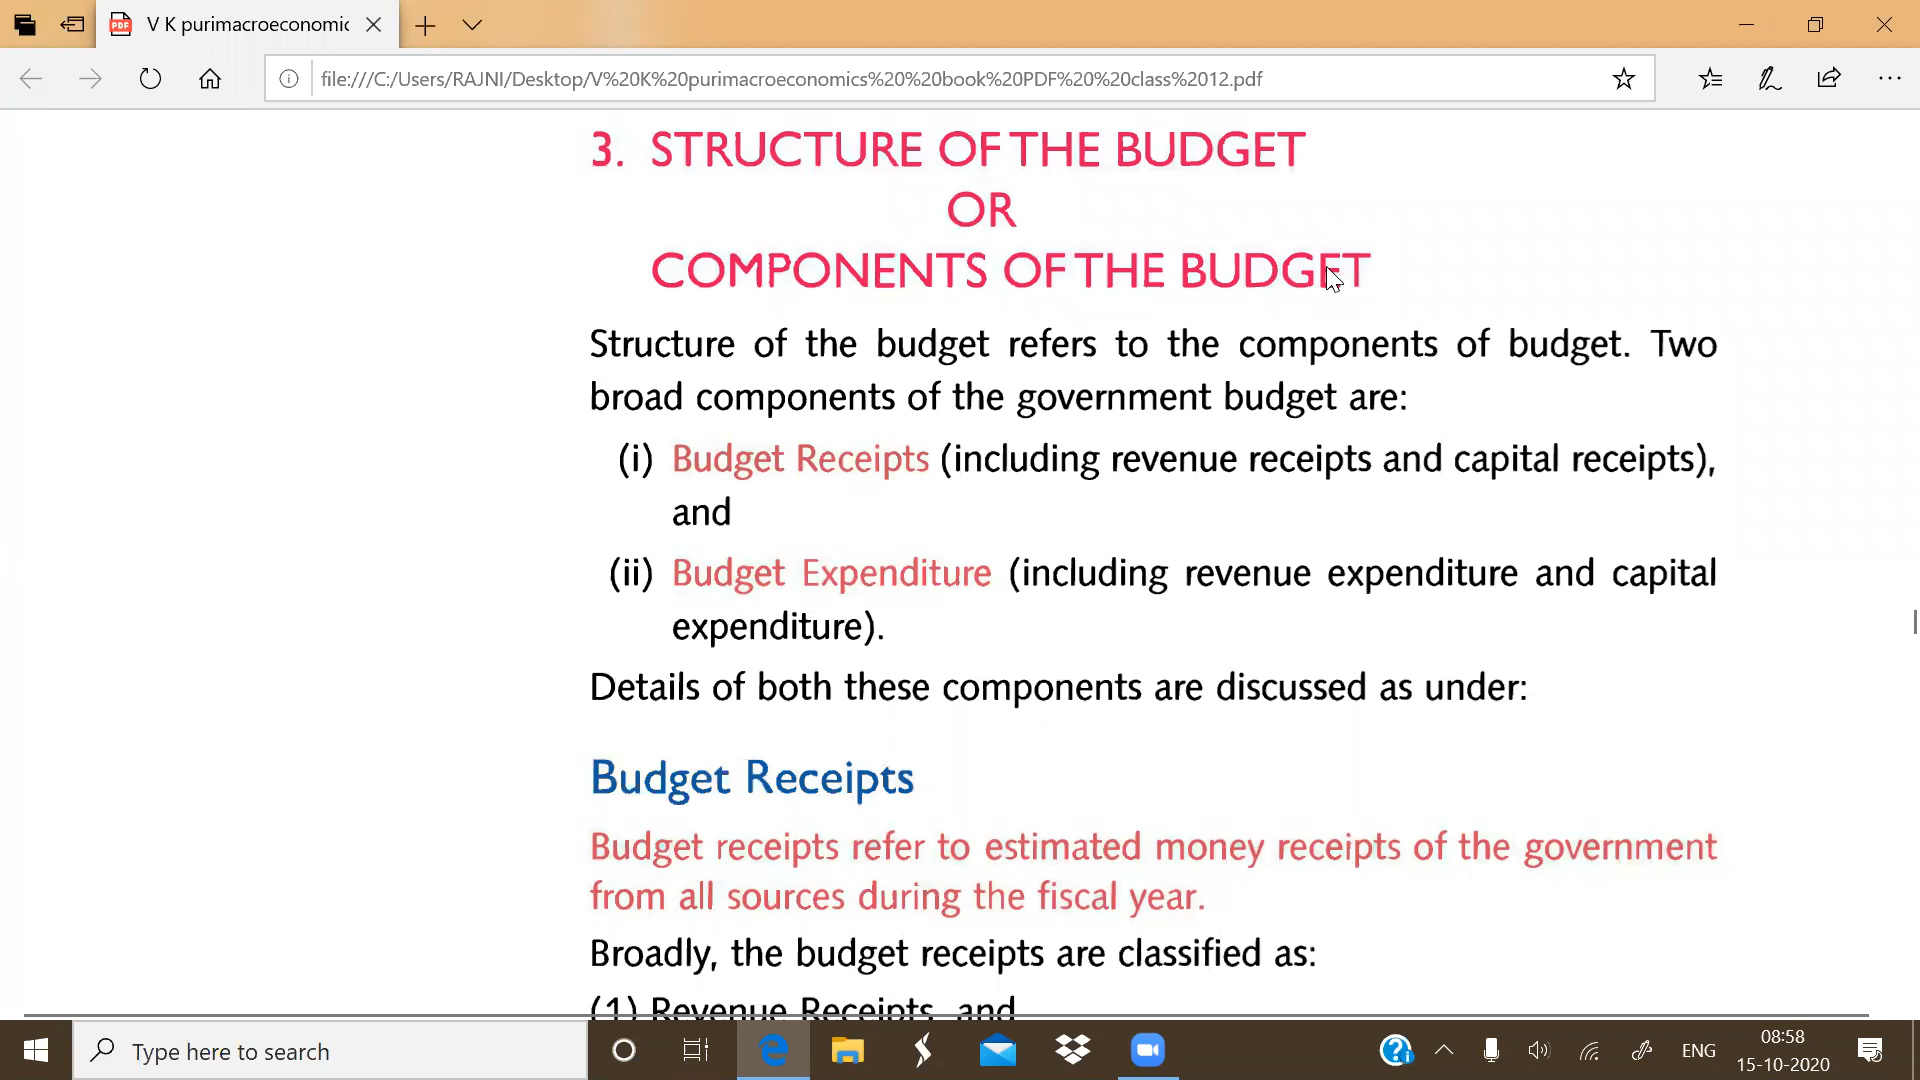 V K purimacroeconomic
file:///C:/Users/RAJNI/Desktop/V%20K%20purimacroeconomics%20%20book%20PDF%20%20class%2012.pdf
3. STRUCTURE OF THE BUDGET
OR
COMPONENTS OF THE BUDGET
Structure of the budget refers to the components of budget. Two
broad components of the government budget are:
(i) Budget Receipts (including revenue receipts and capital receipts),
and
(ii) Budget Expenditure (including revenue expenditure and capital
expenditure).
Details of both these components are discussed as under:
Budget Receipts
Budget receipts refer to estimated money receipts of the government
from all sources during the fiscal year.
Broadly, the budget receipts are classified as:
(1) Revenue Receipts, and
Type here to search
ENG
08:58
15-10-2020